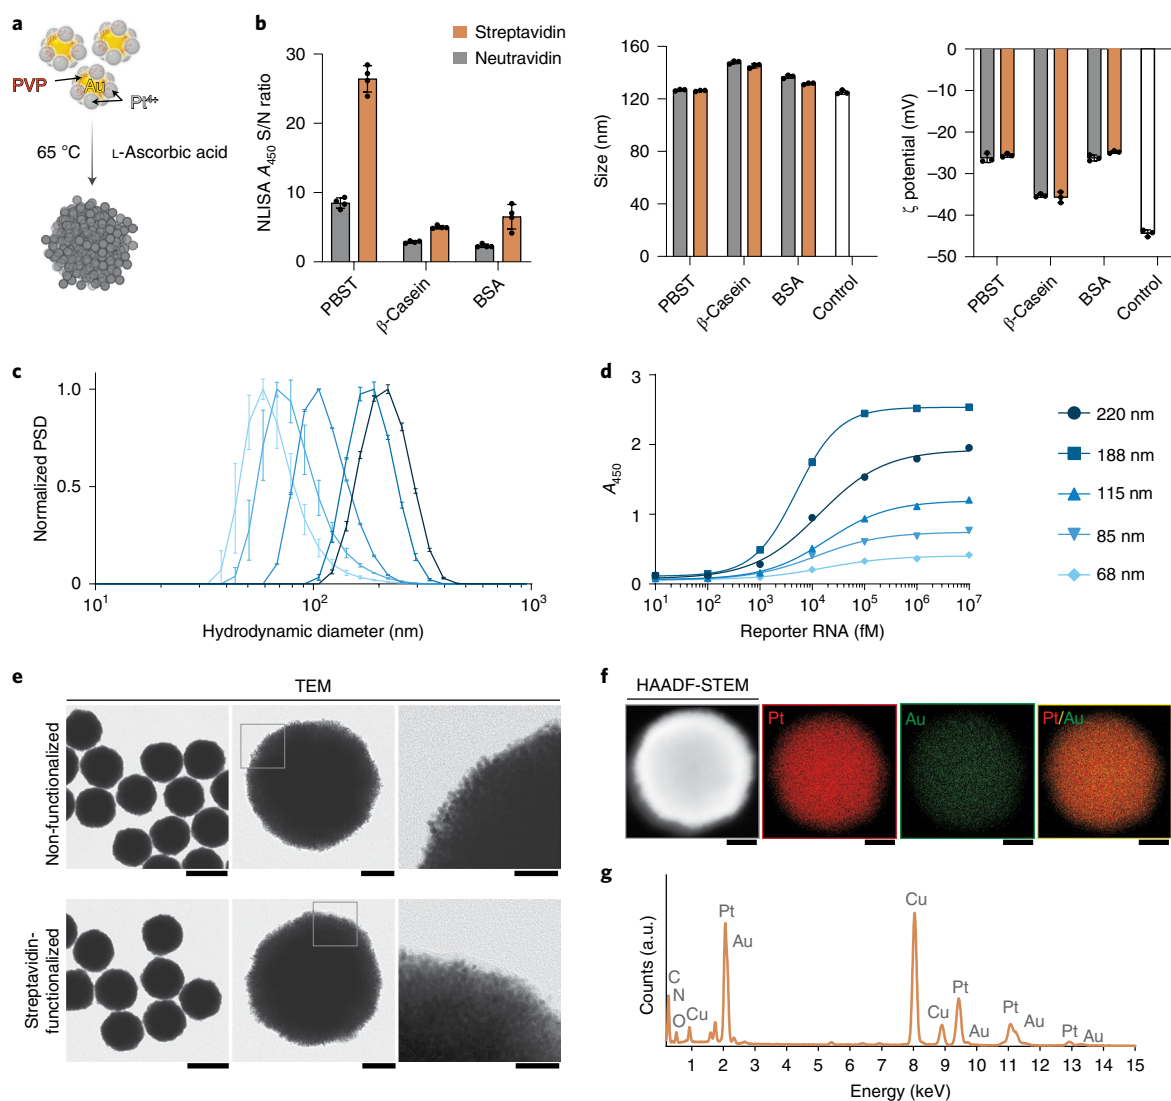 a
PVP
Au
Pt⁴⁺
65 °C
L-Ascorbic acid
b
Streptavidin
Neutravidin
NLISA A450 S/N ratio
30
20
10
0
PBST
β-Casein
BSA
Size (nm)
160
120
80
40
0
PBST
β-Casein
BSA
Control
ζ potential (mV)
0
–10
–20
–30
–40
–50
PBST
β-Casein
BSA
Control
c
Normalized PSD
1.0
0.5
0
10¹
10²
10³
Hydrodynamic diameter (nm)
d
A450
3
2
1
0
10¹
10²
10³
10⁴
10⁵
10⁶
10⁷
Reporter RNA (fM)
220 nm
188 nm
115 nm
85 nm
68 nm
e
TEM
Non-functionalized
Streptavidin-
functionalized
f
HAADF-STEM
Pt
Au
Pt/Au
g
Counts (a.u.)
C
N
O
Cu
Pt
Au
Cu
Cu
Pt
Au
Pt
Au
Pt
Au
1 2 3 4 5 6 7 8 9 10 11 12 13 14 15
Energy (keV)